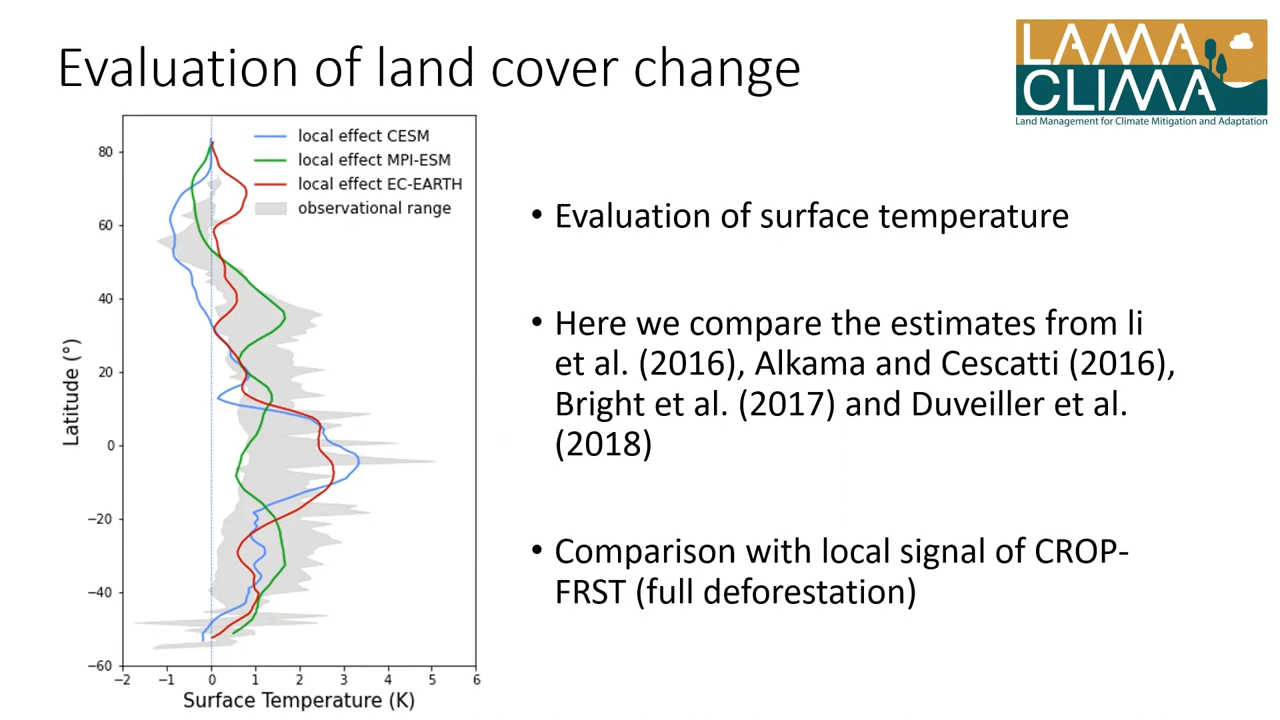 Evaluation of land cover change
LAMA
CLIMA
Land Management for Climate Mitigation and Adaptation
local effect CESM
local effect MPI-ESM
local effect EC-EARTH
observational range
80
60
40
20
0
−20
−40
−60
Latitude (°)
−2 −1 0 1 2 3 4 5 6
Surface Temperature (K)
• Evaluation of surface temperature
• Here we compare the estimates from li
et al. (2016), Alkama and Cescatti (2016),
Bright et al. (2017) and Duveiller et al.
(2018)
• Comparison with local signal of CROP-
FRST (full deforestation)